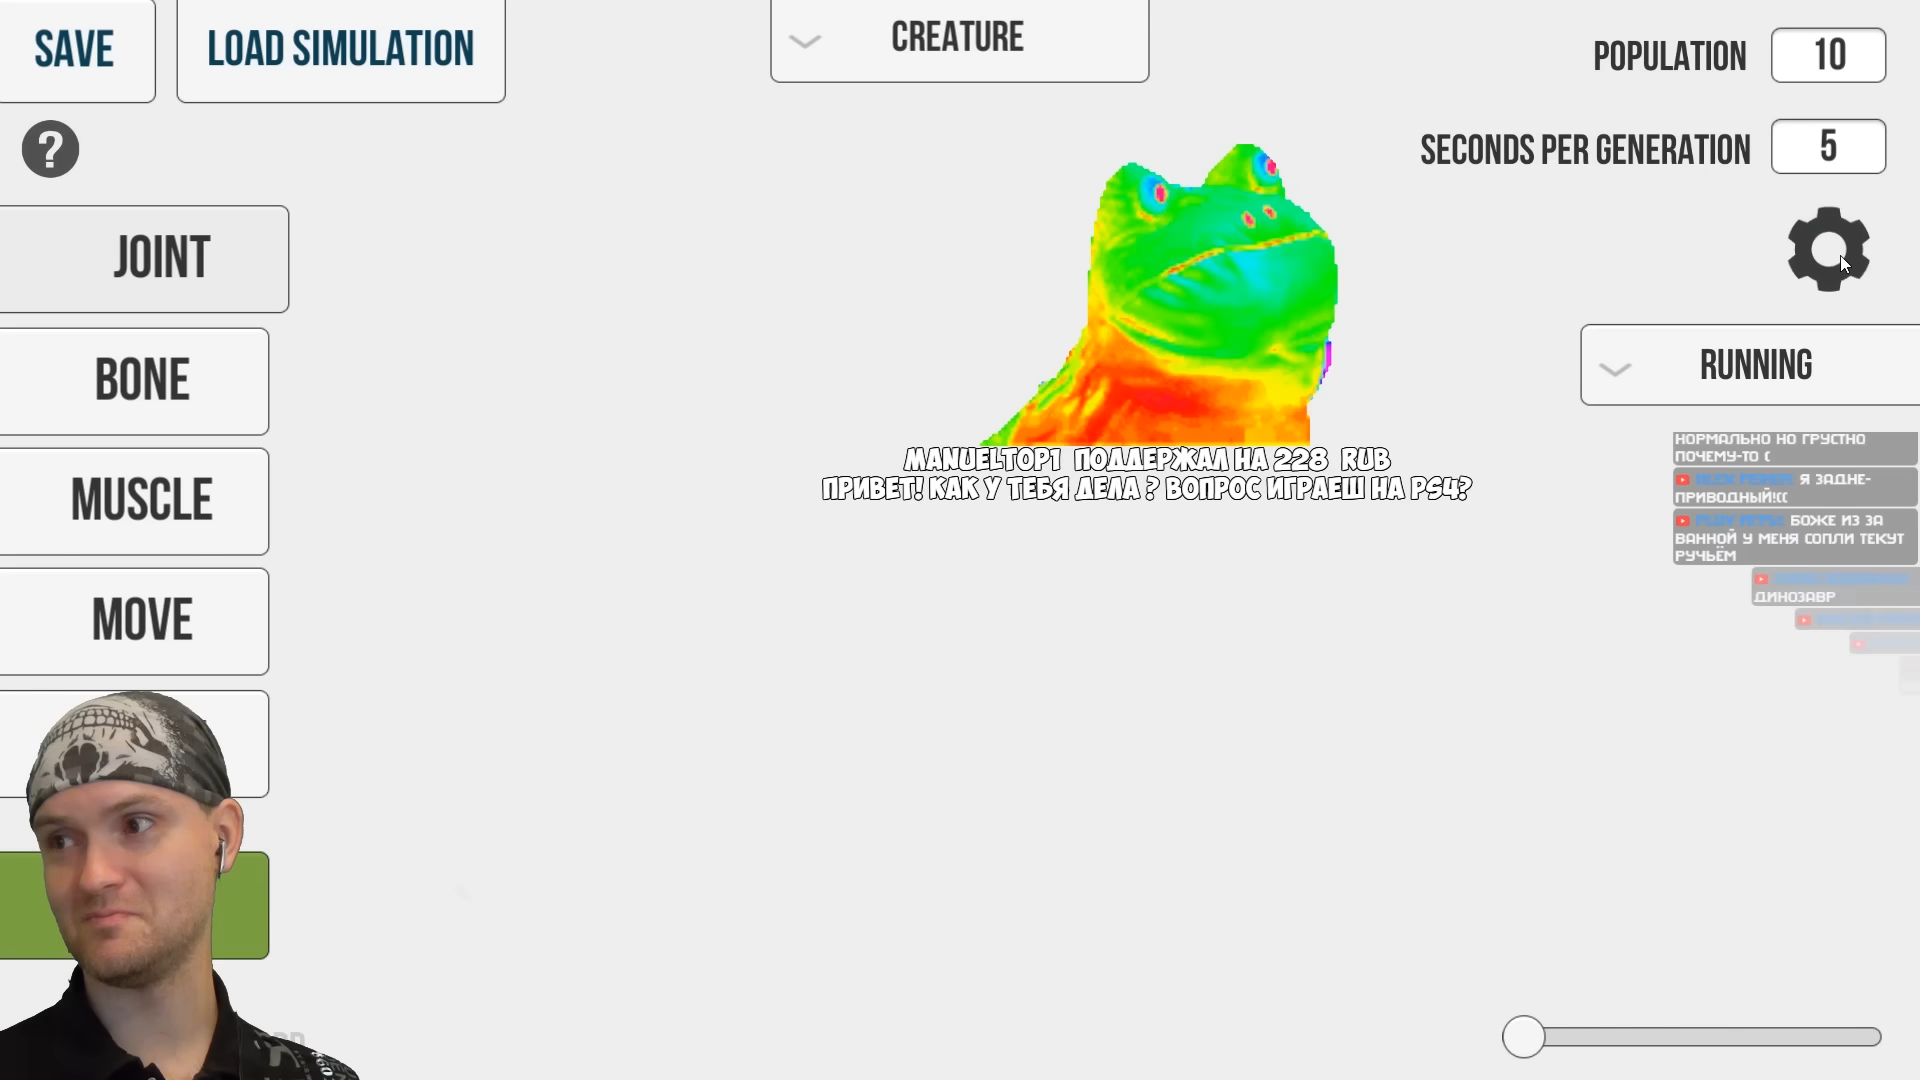 SAVE
LOAD SIMULATION
CREATURE
POPULATION
10
?
SECONDS PER GENERATION
5
JOINT
BONE
RUNNING
MUSCLE
MANUELTOP1 ПОДДЕРЖАЛ НА 228 RUB
ПРИВЕТ! КАК У ТЕБЯ ДЕЛА ? ВОПРОС ИГРАЕШ НА PS4?
НОРМАЛЬНО НО ГРУСТНО
ПОЧЕМУ-ТО (
Я ЗАДНЕ-
ПРИВОДНЫЙ!((
БОЖЕ ИЗ ЗА
ВАННОЙ У МЕНЯ СОПЛИ ТЕКУТ
РУЧЬЁМ
ДИНОЗАВР
MOVE